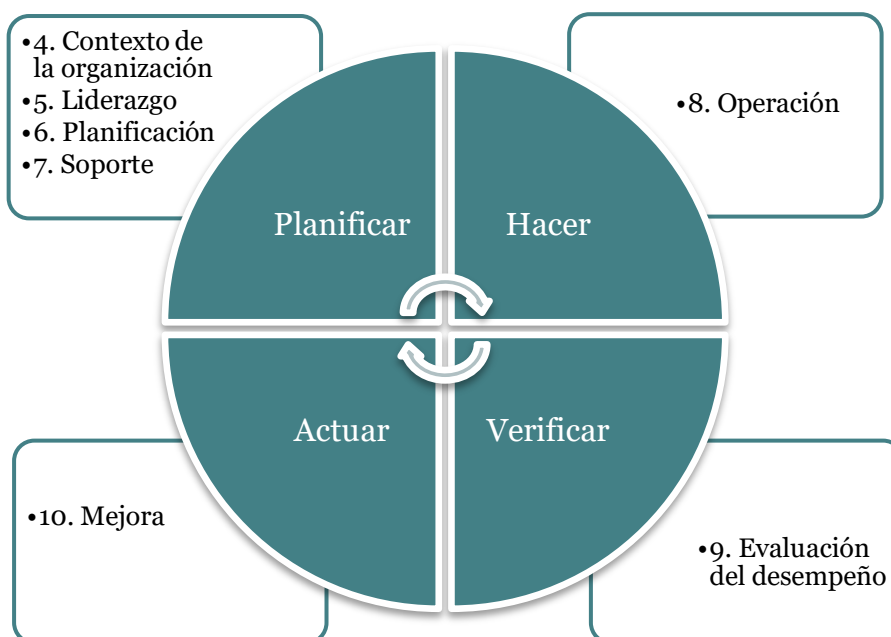 •4. Contexto de
la organización
•5. Liderazgo
•6. Planificación
•7. Soporte
•8. Operación
Planificar
Hacer
Actuar
Verificar
•10. Mejora
•9. Evaluación
del desempeño